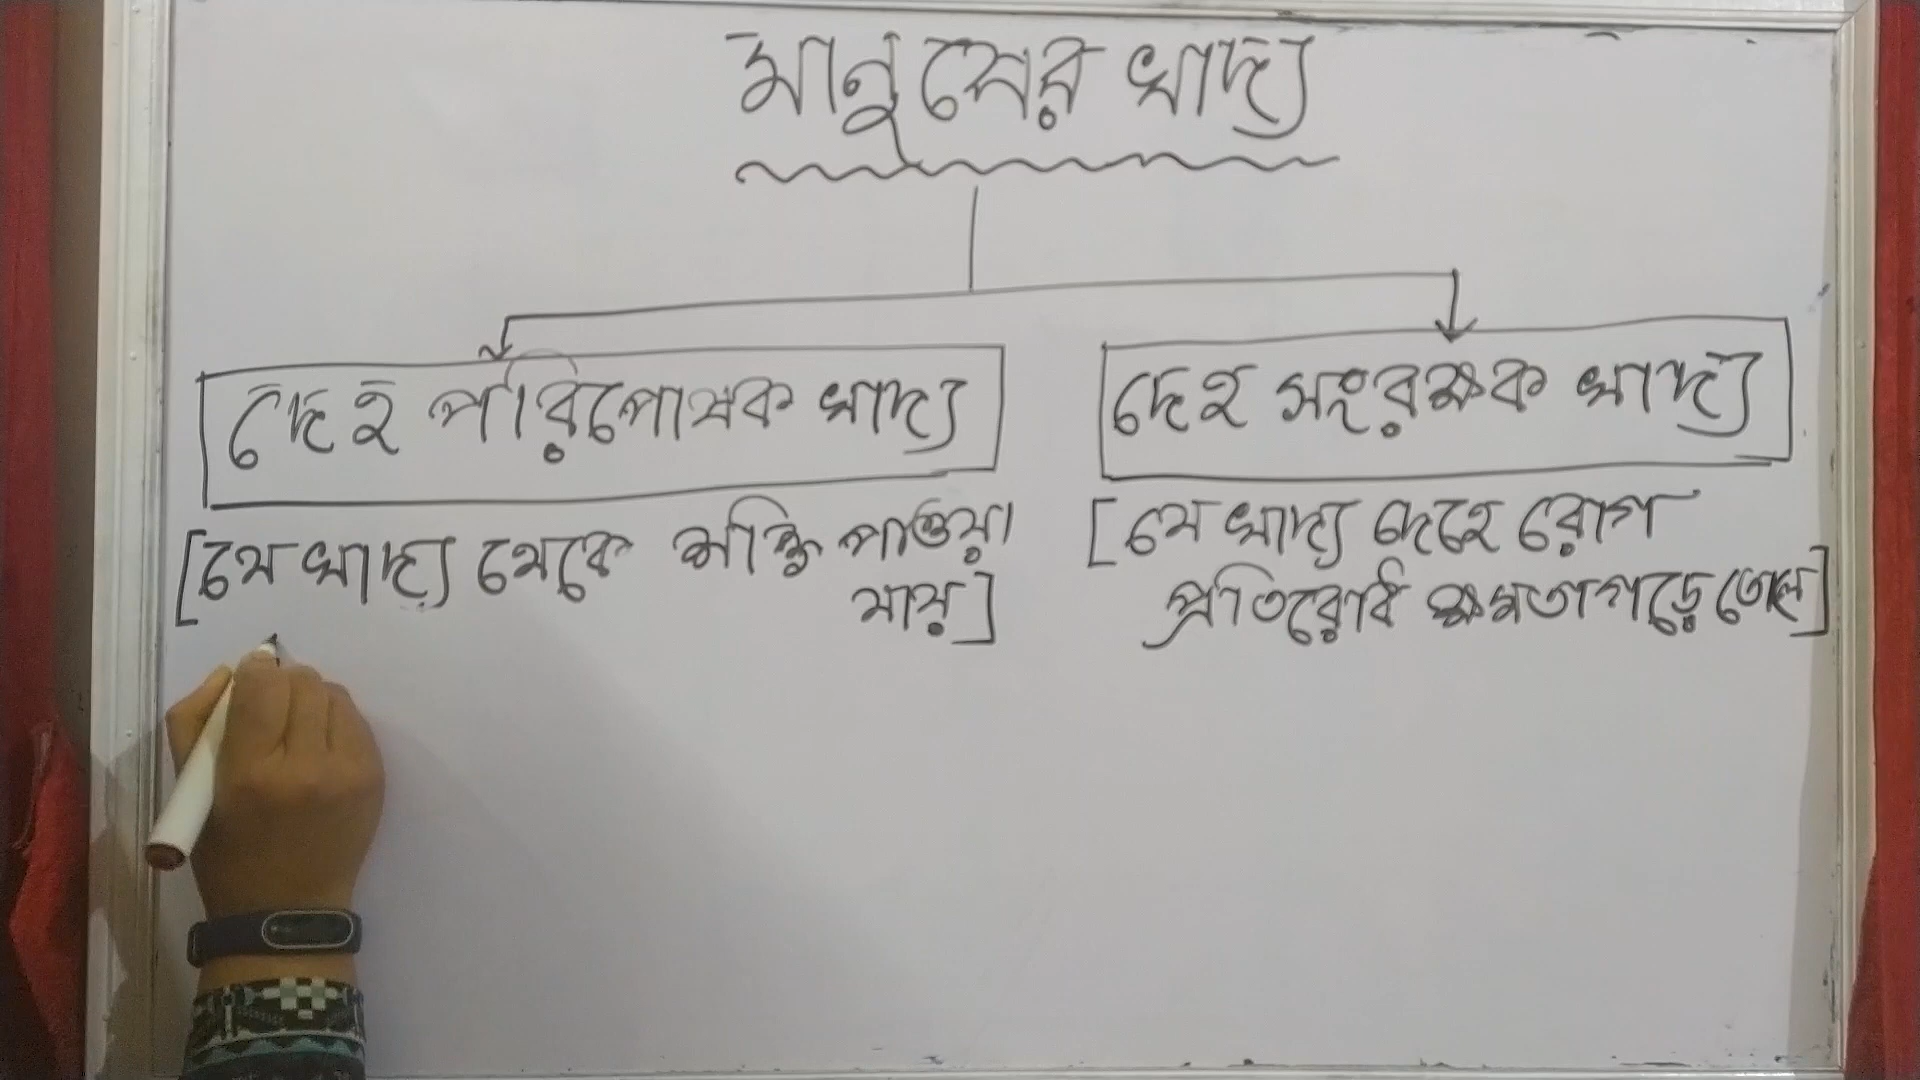 মানুষের খাদ্য
দেহ পরিপোষক খাদ্য
[যে খাদ্য থেকে শক্তি পাওয়া
যায়]
দেহ সংরক্ষক খাদ্য
[যে খাদ্য দেহে রোগ
প্রতিরোধ ক্ষমতা গড়ে তোলে]